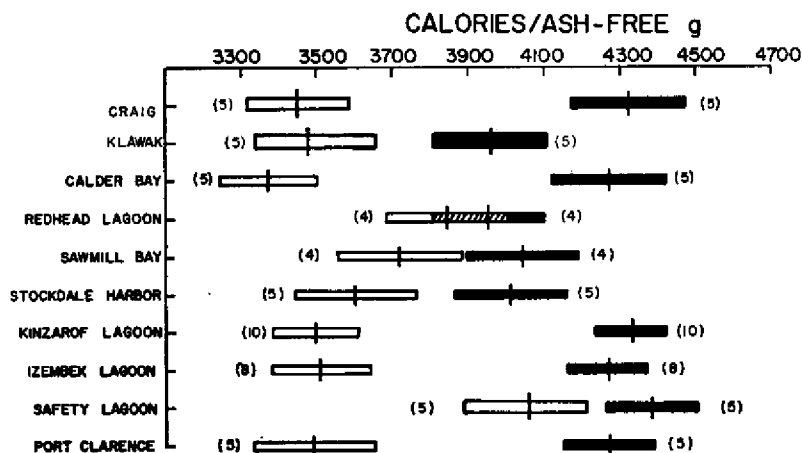 CALORIES/ASH-FREE g
3300 3500 3700 3900 4100 4300 4500 4700
CRAIG (5) (5)
KLAWAK (5) (5)
CALDER BAY (5) (5)
REDHEAD LAGOON (4) (4)
SAWMILL BAY (4) (4)
STOCKDALE HARBOR (5) (5)
KINZAROF LAGOON (10) (10)
IZEMBEK LAGOON (8) (8)
SAFETY LAGOON (5) (5)
PORT CLARENCE (5) (5)